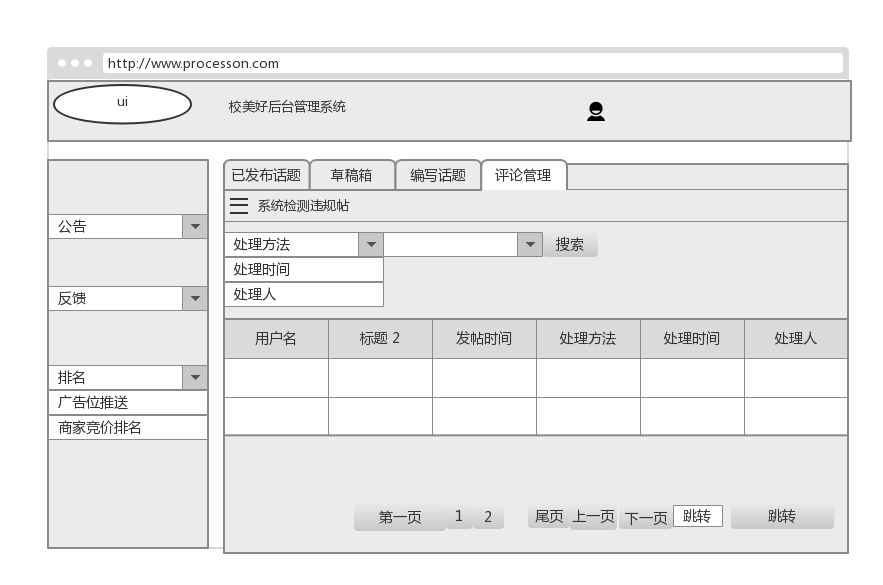 http://www.processon.com
ui
校美好后台管理系统
公告
反馈
排名
广告位推送
商家竞价排名
已发布话题 草稿箱 编写话题 评论管理
系统检测违规帖
处理方法 搜索
处理时间
处理人
用户名 标题 2 发帖时间 处理方法 处理时间 处理人
第一页 1 2 尾页 上一页 下一页 跳转 跳转